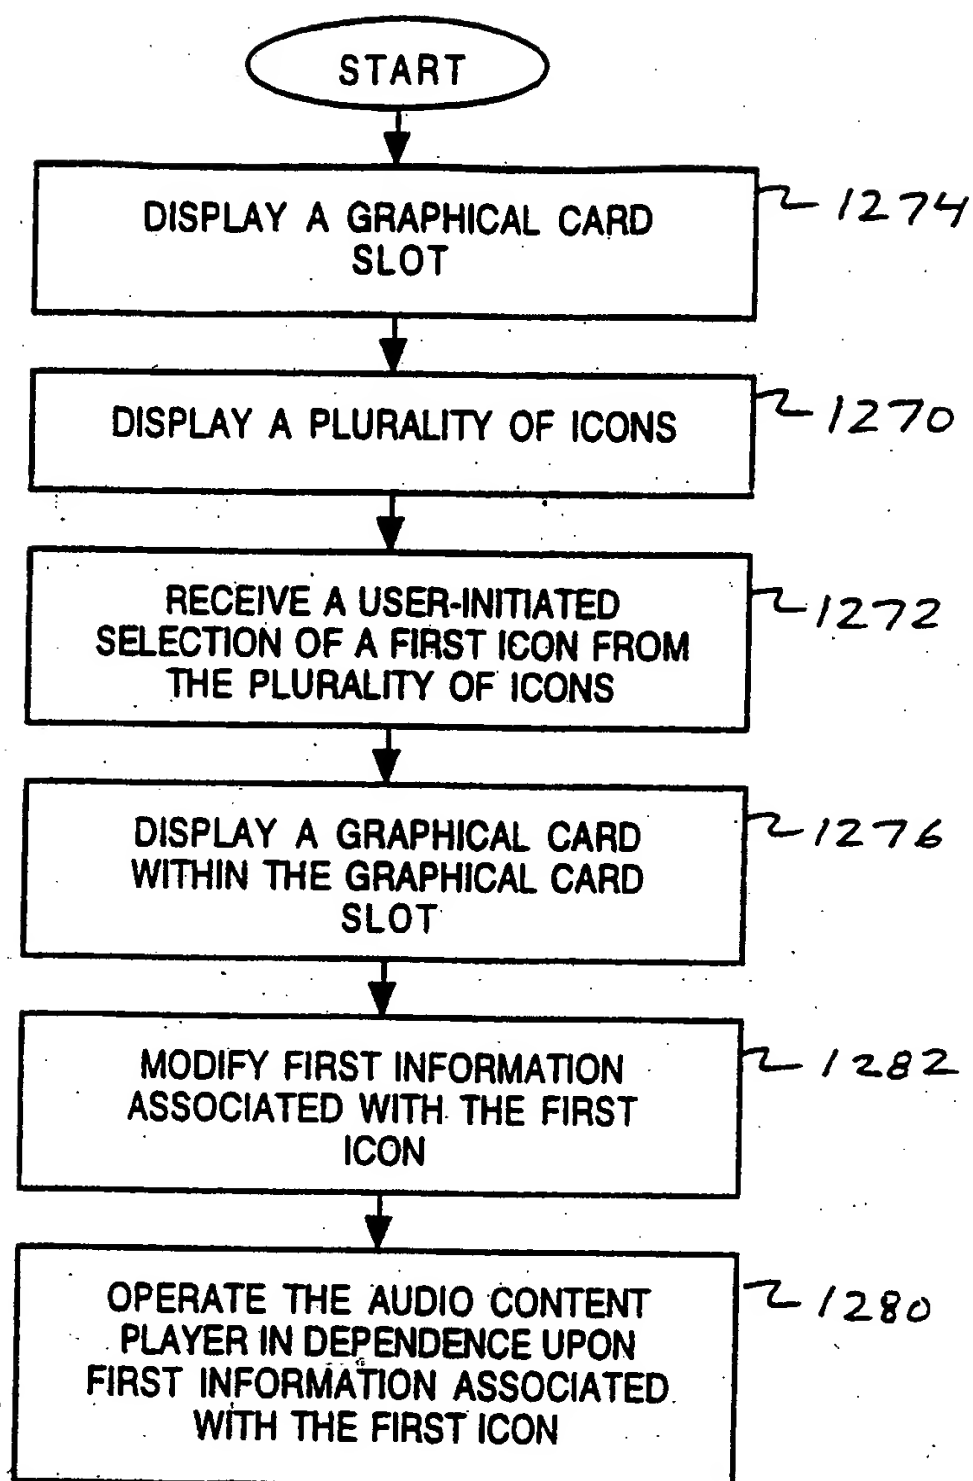 START
DISPLAY A GRAPHICAL CARD
SLOT
1274
DISPLAY A PLURALITY OF ICONS
1270
RECEIVE A USER-INITIATED
SELECTION OF A FIRST ICON FROM
THE PLURALITY OF ICONS
1272
DISPLAY A GRAPHICAL CARD
WITHIN THE GRAPHICAL CARD
SLOT
1276
MODIFY FIRST INFORMATION
ASSOCIATED WITH THE FIRST
ICON
1282
OPERATE THE AUDIO CONTENT
PLAYER IN DEPENDENCE UPON
FIRST INFORMATION ASSOCIATED
WITH THE FIRST ICON
1280